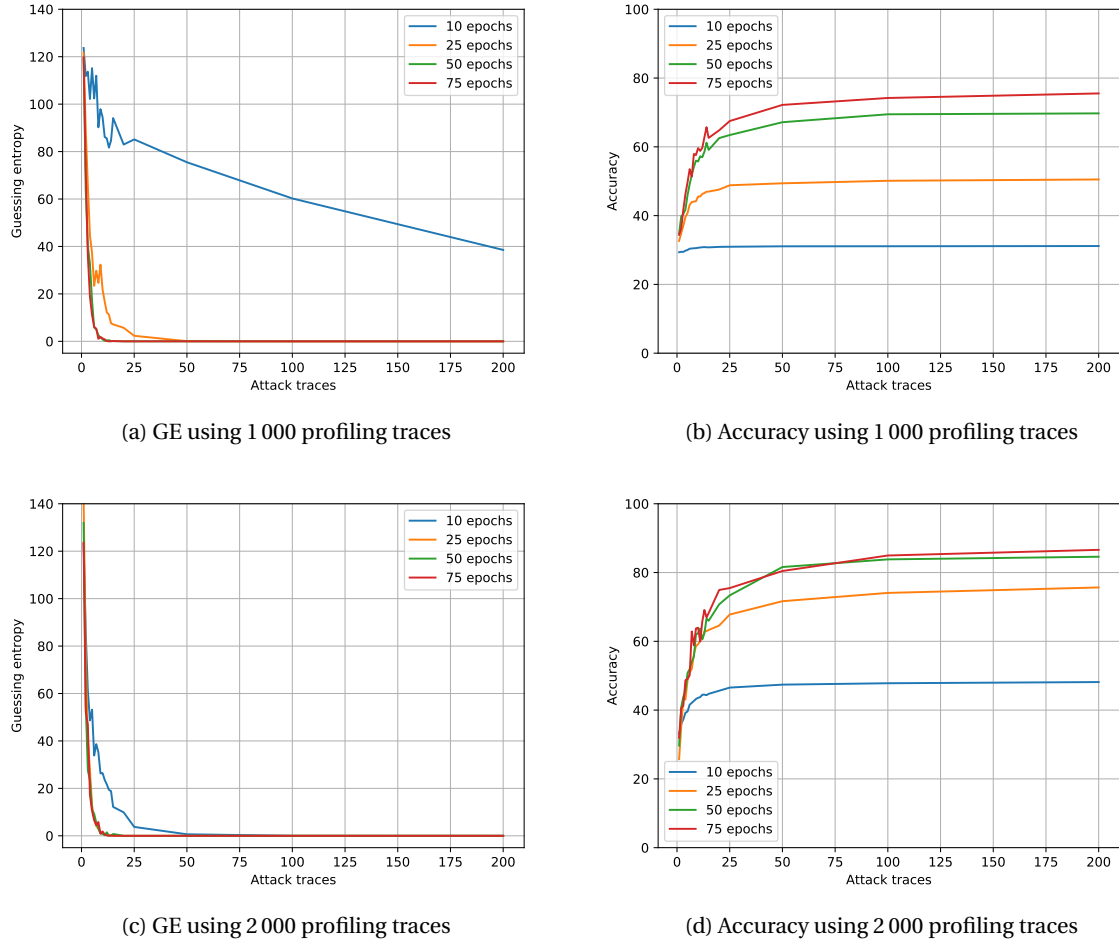 140
120
100
80
60
40
20
0
Guessing entropy
10 epochs
25 epochs
50 epochs
75 epochs
0 25 50 75 100 125 150 175 200
Attack traces
(a) GE using 1 000 profiling traces
100
80
60
40
20
0
Accuracy
10 epochs
25 epochs
50 epochs
75 epochs
0 25 50 75 100 125 150 175 200
Attack traces
(b) Accuracy using 1 000 profiling traces
140
120
100
80
60
40
20
0
Guessing entropy
10 epochs
25 epochs
50 epochs
75 epochs
0 25 50 75 100 125 150 175 200
Attack traces
(c) GE using 2 000 profiling traces
100
80
60
40
20
0
Accuracy
10 epochs
25 epochs
50 epochs
75 epochs
0 25 50 75 100 125 150 175 200
Attack traces
(d) Accuracy using 2 000 profiling traces